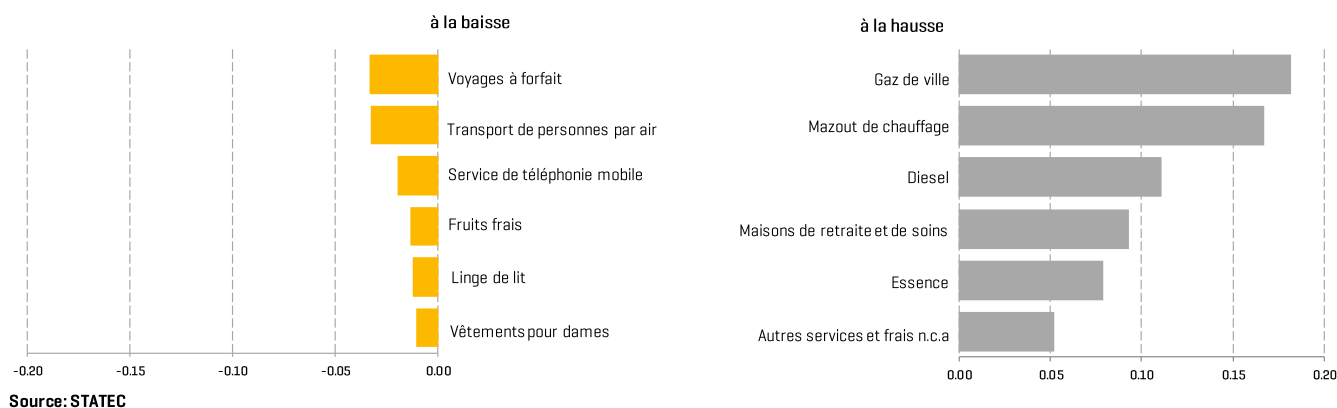 à la baisse
Voyages à forfait
Transport de personnes par air
Service de téléphonie mobile
Fruits frais
Linge de lit
Vêtements pour dames
-0.20 -0.15 -0.10 -0.05 0.00
à la hausse
Gaz de ville
Mazout de chauffage
Diesel
Maisons de retraite et de soins
Essence
Autres services et frais n.c.a
0.00 0.05 0.10 0.15 0.20
Source: STATEC